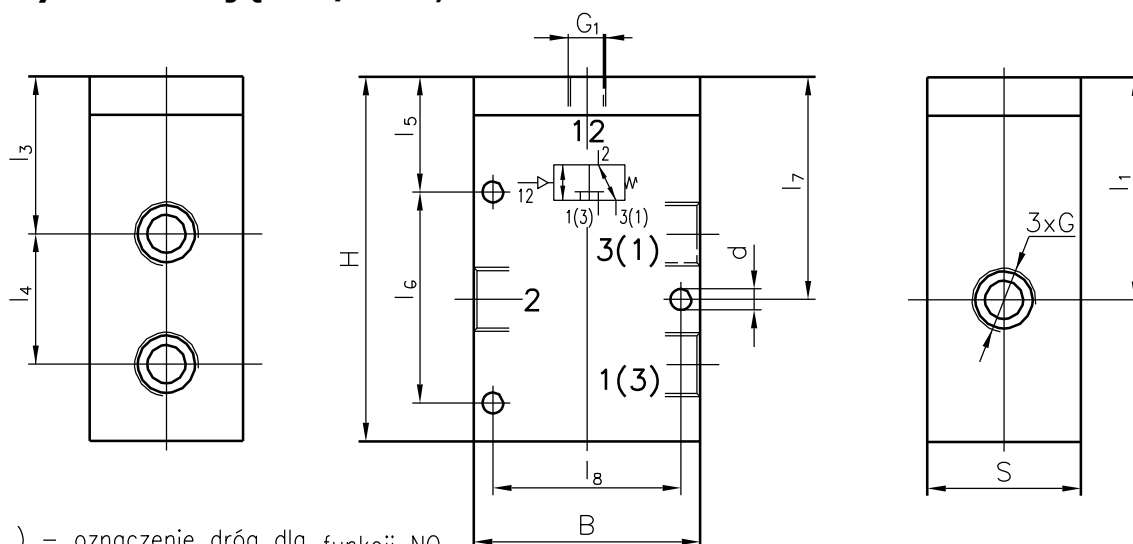 G₁
l₃
l₄
H
l₅
l₆
12
2
12
1(3)
3(1)
3(1)
2
1(3)
d
l₇
l₈
B
l₁
3xG
S
) – oznaczenie dróg dla funkcji NO